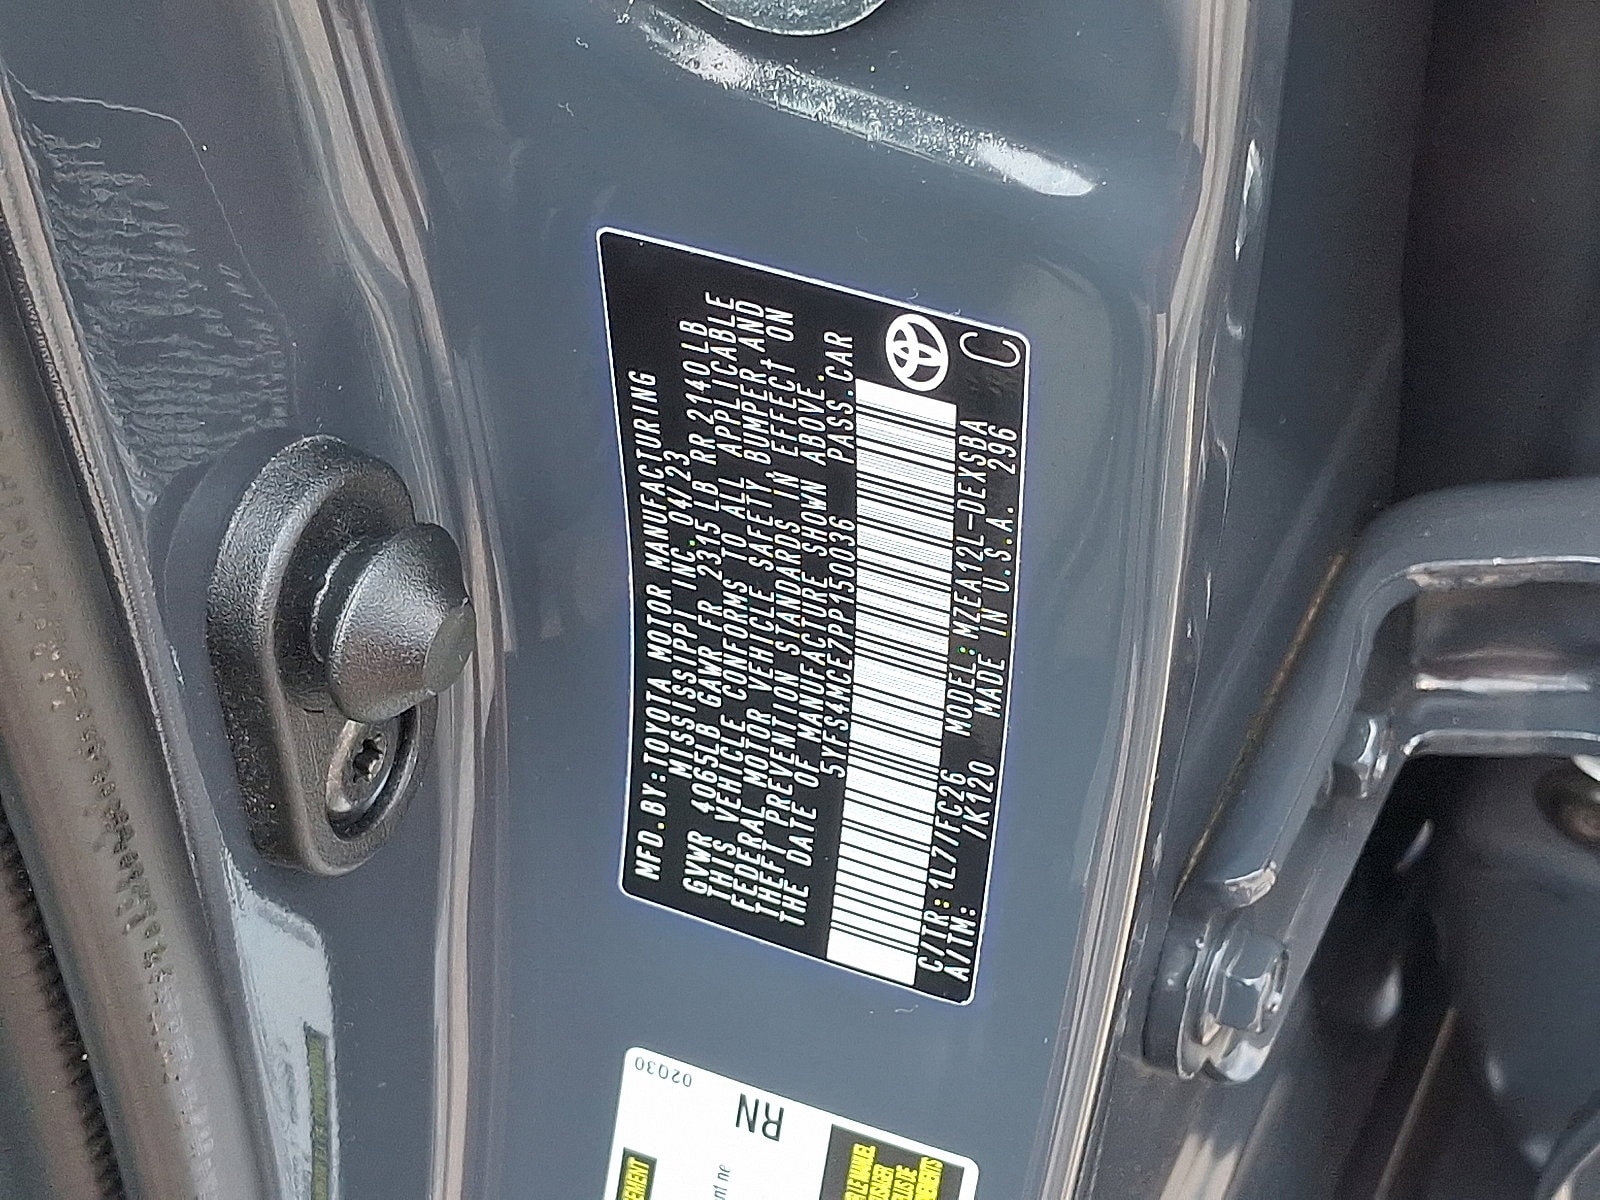 MFD.BY:TOYOTA MOTOR MANUFACTURING
MISSISSIPPI INC. 04/23
GVWR 4065LB GAWR FR 2315 LB RR 2140LB
THIS VEHICLE CONFORMS TO ALL APPLICABLE
FEDERAL MOTOR VEHICLE SAFETY, BUMPER, AND
THEFT PREVENTION STANDARDS IN EFFECT ON
THE DATE OF MANUFACTURE SHOWN ABOVE.
5YFS4MCE7PP150036 PASS.CAR
C/TR:1L7/FC26 MODEL:MZEA12L-DEXSBA
A/TM: /K120 MADE IN U.S.A. 296
C
02030
RN